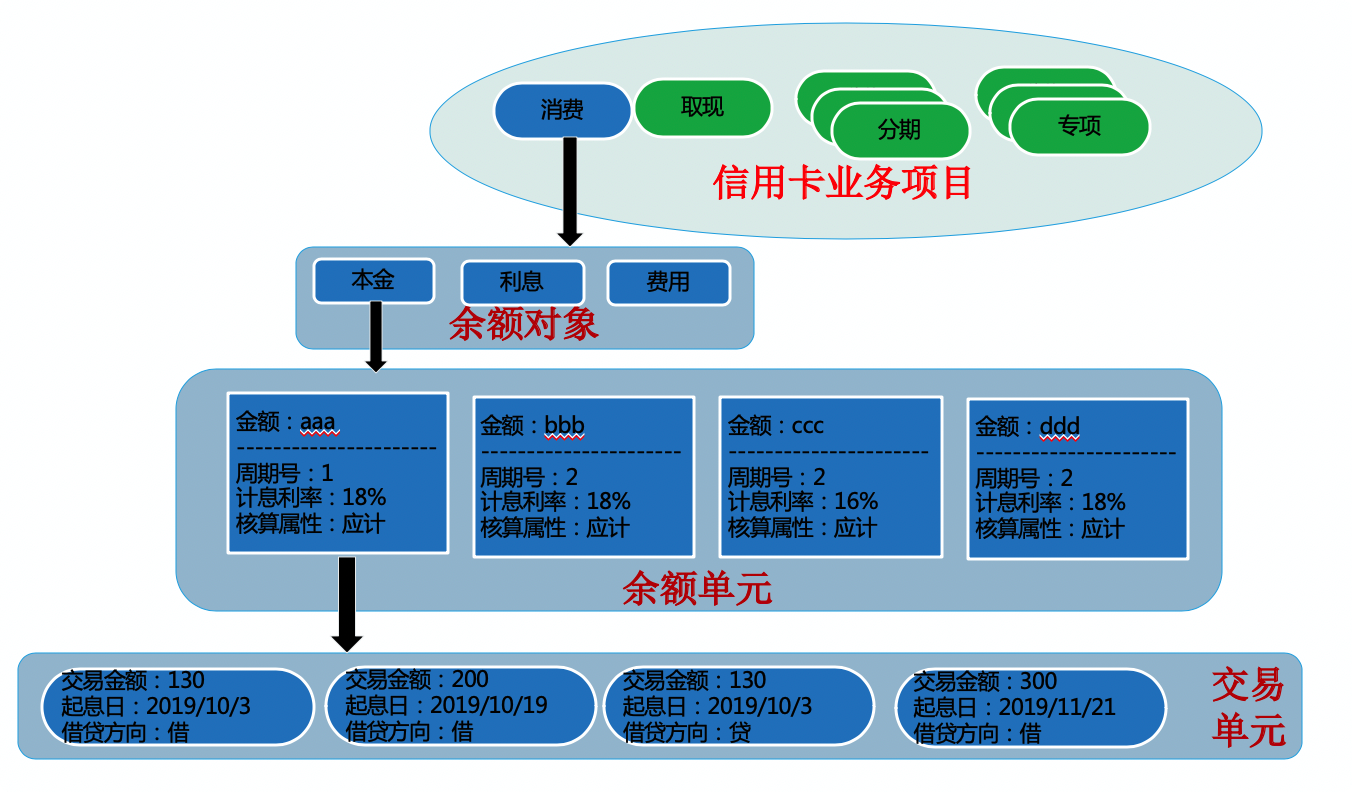 消费
取现
分期
专项
信用卡业务项目
本金
利息
费用
余额对象
金额：aaa
----------------------
周期号：1
计息利率：18%
核算属性：应计
金额：bbb
----------------------
周期号：2
计息利率：18%
核算属性：应计
金额：ccc
----------------------
周期号：2
计息利率：16%
核算属性：应计
金额：ddd
----------------------
周期号：2
计息利率：18%
核算属性：应计
余额单元
交易金额：130
起息日：2019/10/3
借贷方向：借
交易金额：200
起息日：2019/10/19
借贷方向：借
交易金额：130
起息日：2019/10/3
借贷方向：贷
交易金额：300
起息日：2019/11/21
借贷方向：借
交易
单元